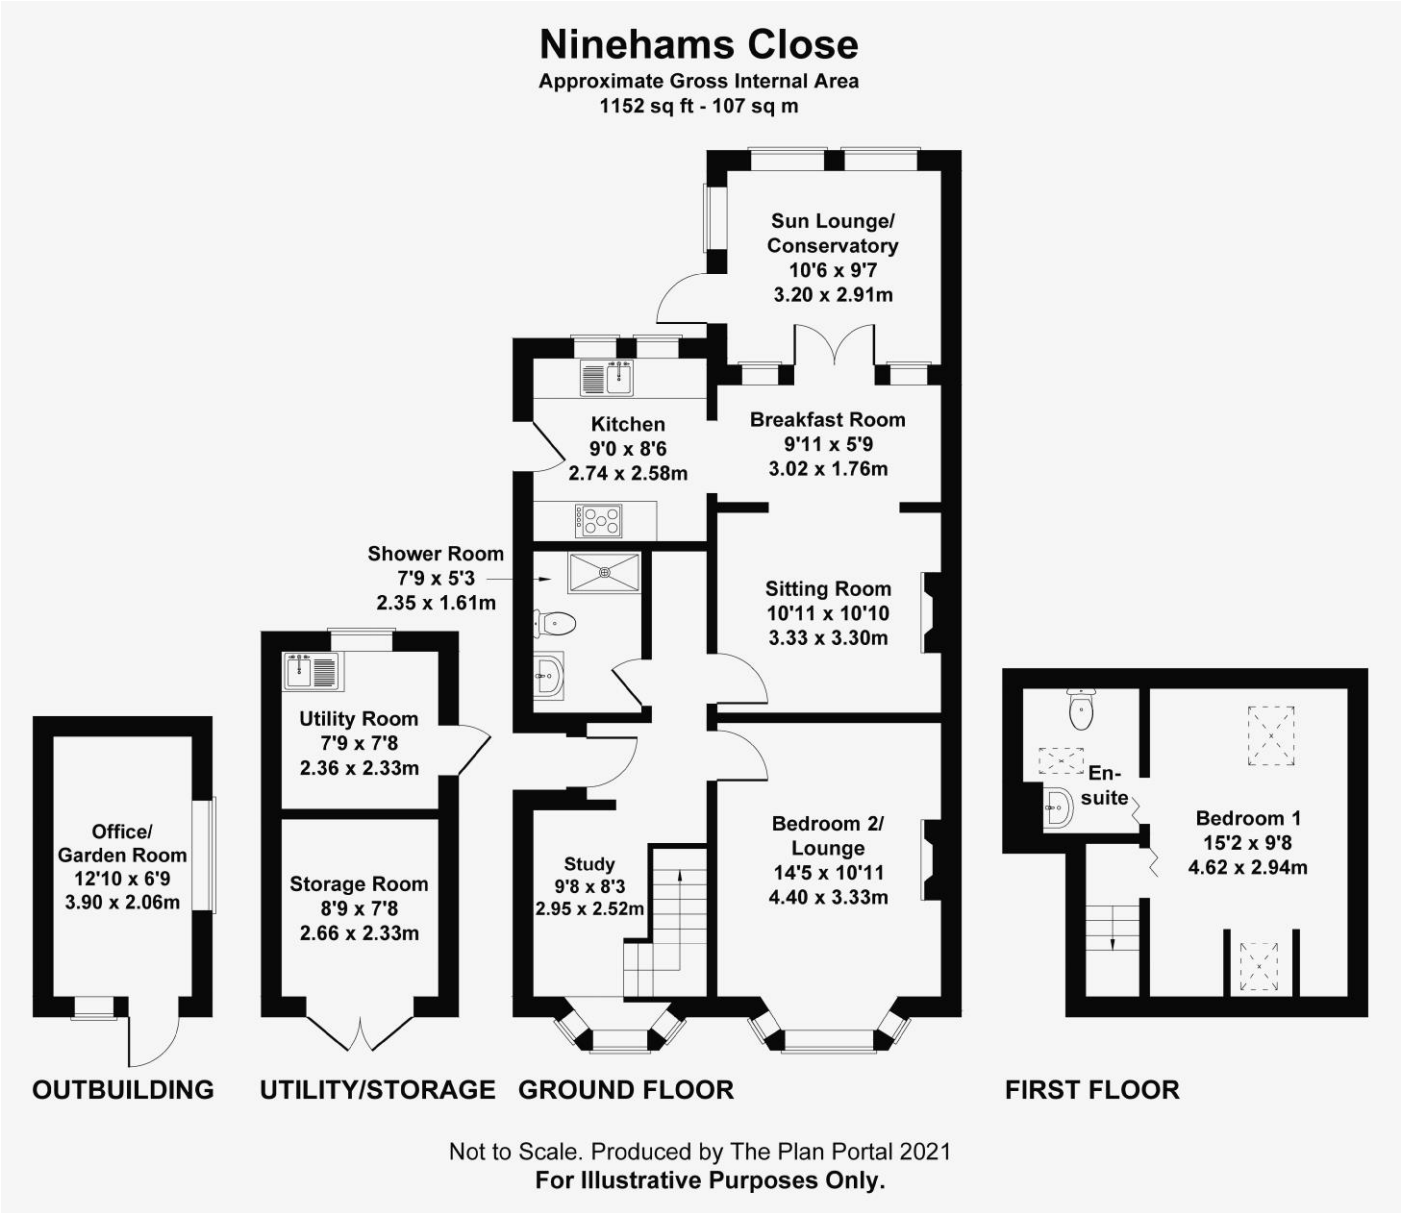 Ninehams Close
Approximate Gross Internal Area
1152 sq ft - 107 sq m
Sun Lounge/
Conservatory
10'6 x 9'7
3.20 x 2.91m
Kitchen
9'0 x 8'6
2.74 x 2.58m
Breakfast Room
9'11 x 5'9
3.02 x 1.76m
Shower Room
7'9 x 5'3
2.35 x 1.61m
Sitting Room
10'11 x 10'10
3.33 x 3.30m
Utility Room
7'9 x 7'8
2.36 x 2.33m
En-
suite
Office/
Garden Room
12'10 x 6'9
3.90 x 2.06m
Storage Room
8'9 x 7'8
2.66 x 2.33m
Study
9'8 x 8'3
2.95 x 2.52m
Bedroom 2/
Lounge
14'5 x 10'11
4.40 x 3.33m
Bedroom 1
15'2 x 9'8
4.62 x 2.94m
OUTBUILDING
UTILITY/STORAGE
GROUND FLOOR
FIRST FLOOR
Not to Scale. Produced by The Plan Portal 2021
For Illustrative Purposes Only.